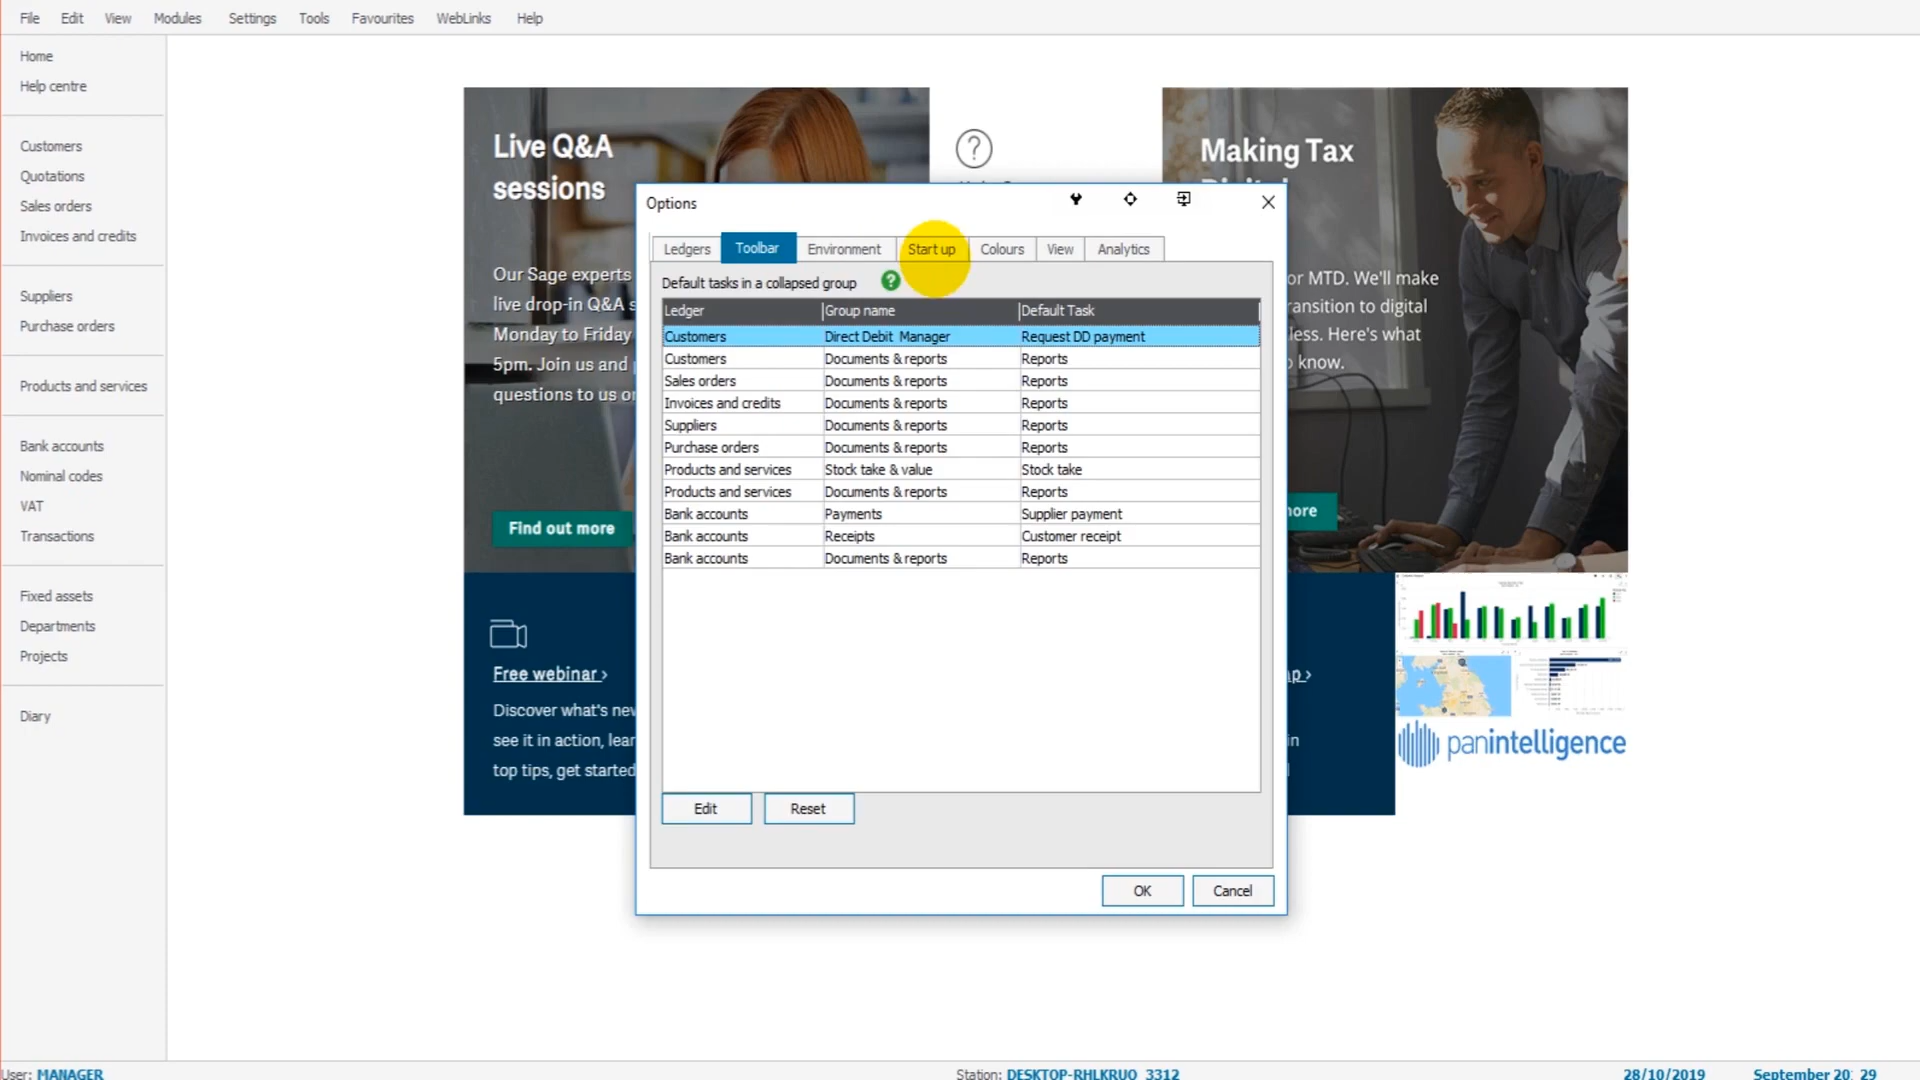 File Edit View Modules Settings Tools Favourites WebLinks Help
Home
Help centre
Customers
Quotations
Sales orders
Invoices and credits
Suppliers
Purchase orders
Products and services
Bank accounts
Nominal codes
VAT
Transactions
Fixed assets
Departments
Projects
Diary
Live Q&A
sessions
Our Sage experts
live drop-in Q&A s
Monday to Friday
5pm. Join us and
questions to us or
Find out more
Free webinar >
Discover what's new
see it in action, lear
top tips, get started
Options
Ledgers Toolbar Environment Start up Colours View Analytics
Default tasks in a collapsed group ?
Ledger Group name Default Task
Customers Direct Debit Manager Request DD payment
Customers Documents & reports Reports
Sales orders Documents & reports Reports
Invoices and credits Documents & reports Reports
Suppliers Documents & reports Reports
Purchase orders Documents & reports Reports
Products and services Stock take & value Stock take
Products and services Documents & reports Reports
Bank accounts Payments Supplier payment
Bank accounts Receipts Customer receipt
Bank accounts Documents & reports Reports
Edit Reset
OK Cancel
Making Tax
or MTD. We'll make
ransition to digital
less. Here's what
know.
ore
p >
in
panintelligence
User: MANAGER Station: DESKTOP-RHLKRUO_3312 28/10/2019 September 20 29